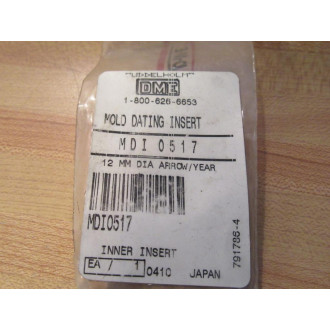 "UDDELHOLM"
DME
1-800-626-6653
MOLD DATING INSERT
MDI 0517
12 MM DIA ARROW/YEAR
MDI0517
INNER INSERT
EA / 1 0410 JAPAN
791786-4